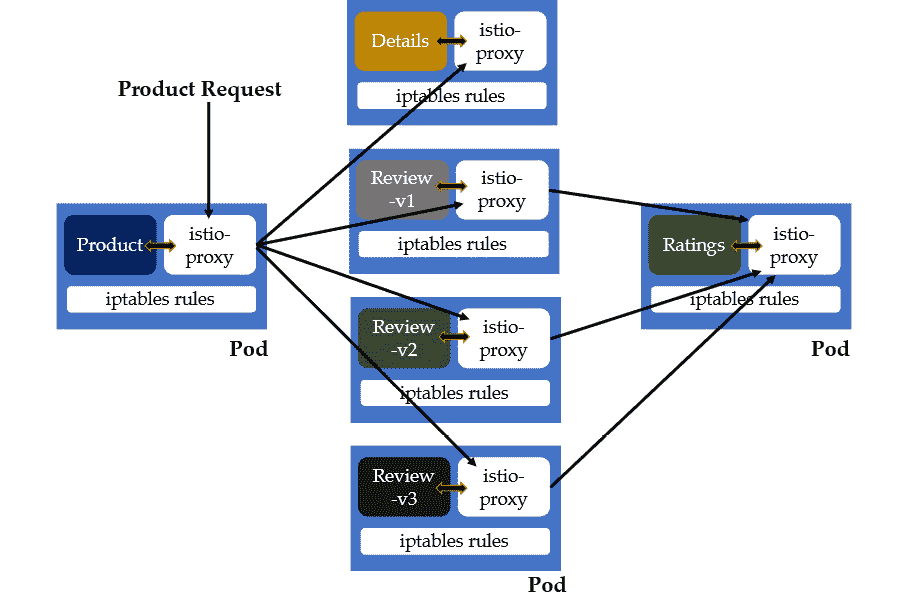 Product Request
Product
istio-
proxy
iptables rules
Pod
Details
istio-
proxy
iptables rules
Review
-v1
istio-
proxy
iptables rules
Review
-v2
istio-
proxy
iptables rules
Review
-v3
istio-
proxy
iptables rules
Pod
Ratings
istio-
proxy
iptables rules
Pod